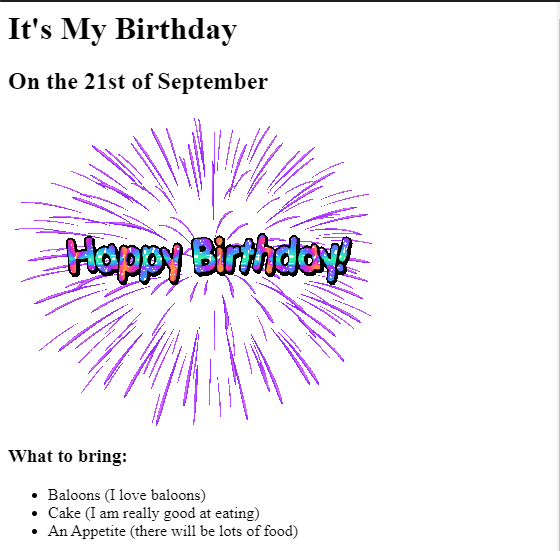 It's My Birthday
On the 21st of September
Happy Birthday!
What to bring:
Baloons (I love baloons)
Cake (I am really good at eating)
An Appetite (there will be lots of food)